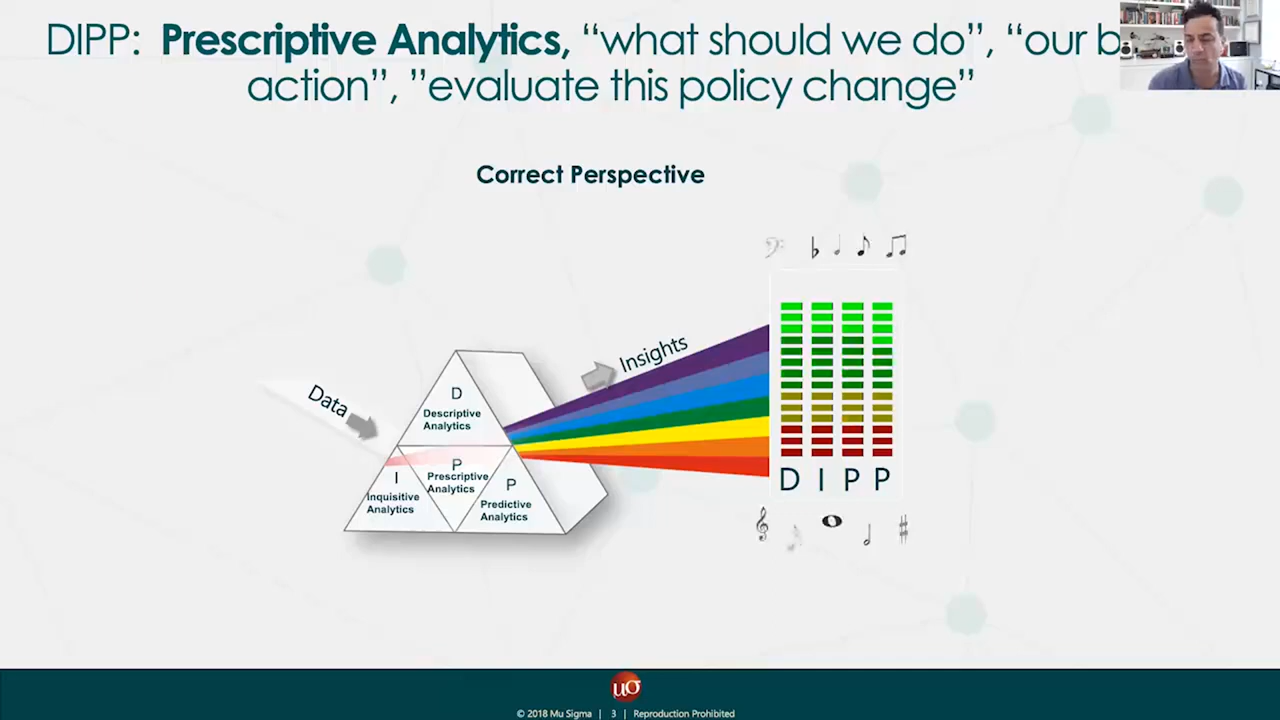 DIPP: Prescriptive Analytics, “what should we do”, “our b
action”, ”evaluate this policy change”
Correct Perspective
Data
Insights
D
Descriptive
Analytics
I
Inquisitive
Analytics
P
Prescriptive
Analytics
P
Predictive
Analytics
D I P P
μσ
© 2018 Mu Sigma | 3 | Reproduction Prohibited